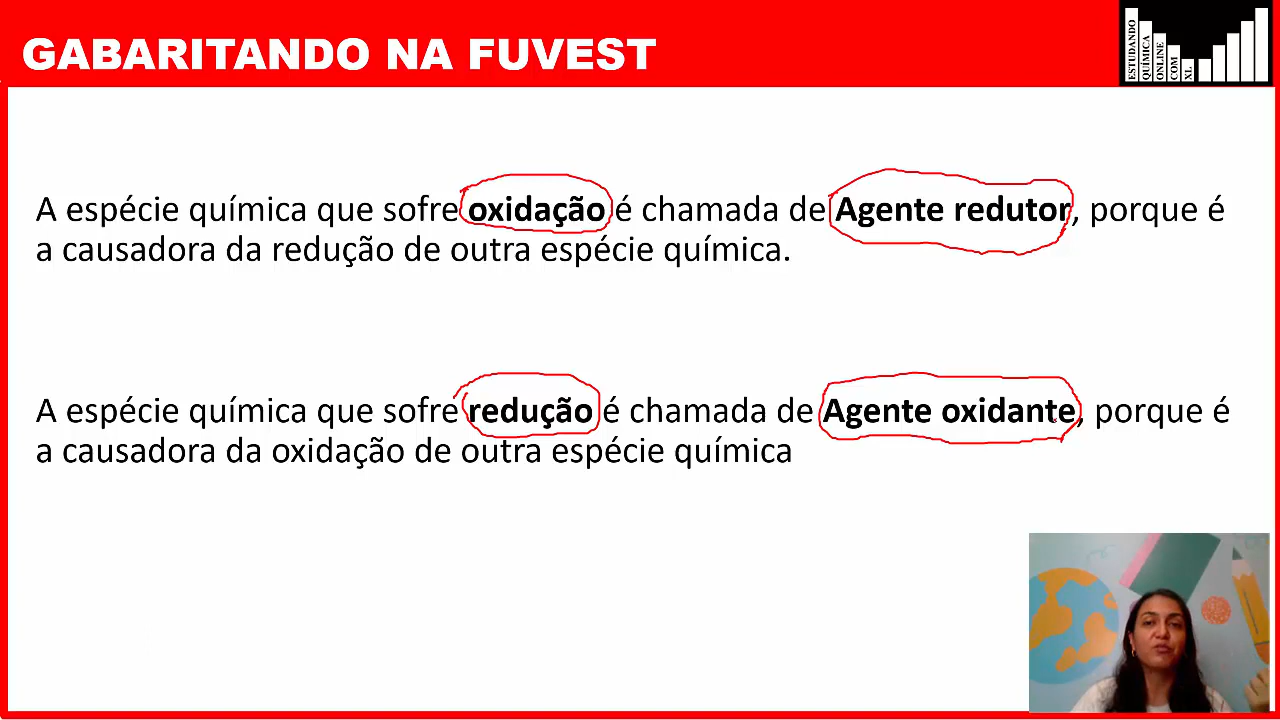 GABARITANDO NA FUVEST
ESTUDANDO
QUÍMICA
ONLINE
COM
XL
A espécie química que sofre oxidação é chamada de Agente redutor, porque é
a causadora da redução de outra espécie química.
A espécie química que sofre redução é chamada de Agente oxidante, porque é
a causadora da oxidação de outra espécie química